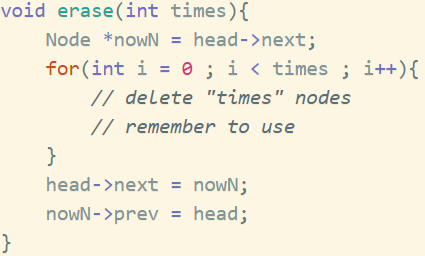 void erase(int times){
    Node *nowN = head->next;
    for(int i = 0 ; i < times ; i++){
        // delete "times" nodes
        // remember to use
    }
    head->next = nowN;
    nowN->prev = head;
}